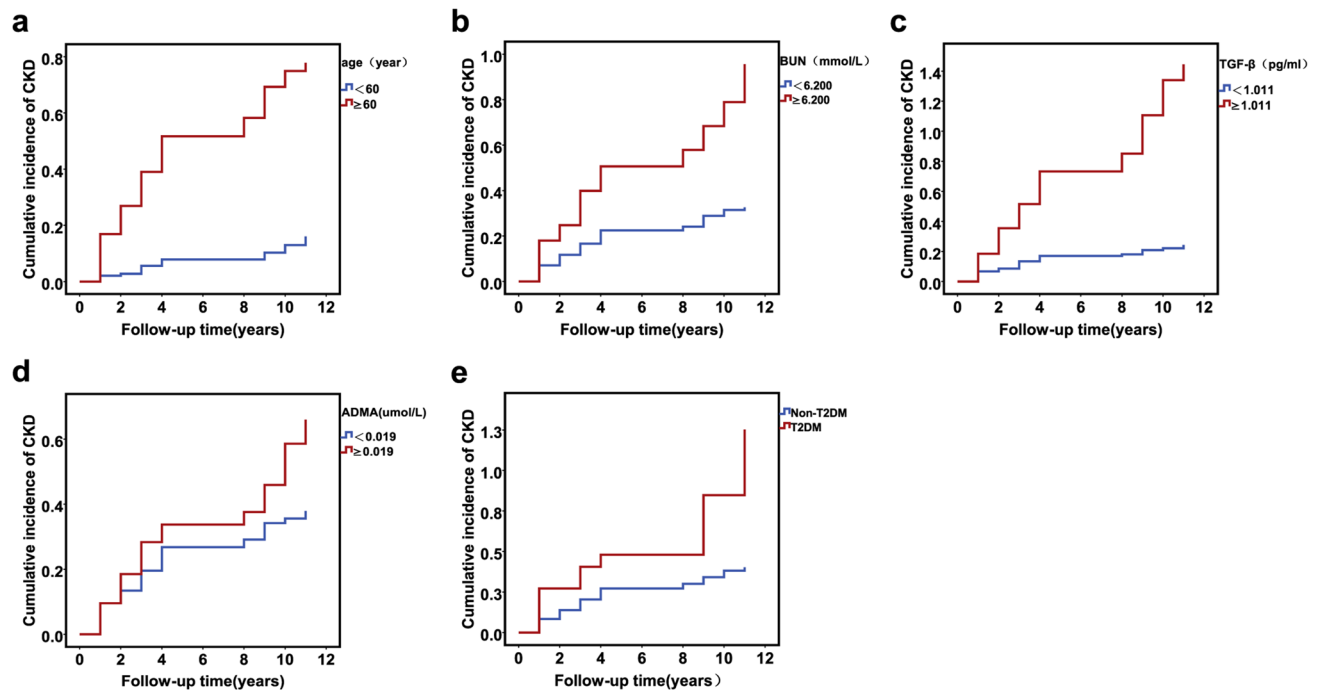 a
Cumulative incidence of CKD
0.8
0.6
0.4
0.2
0.0
0 2 4 6 8 10 12
Follow-up time(years)
age（year）
＜60
≥60
b
Cumulative incidence of CKD
1.0
0.8
0.6
0.4
0.2
0.0
0 2 4 6 8 10 12
Follow-up time(years)
BUN（mmol/L）
＜6.200
≥6.200
c
Cumulative incidence of CKD
1.4
1.2
1.0
0.8
0.6
0.4
0.2
0.0
0 2 4 6 8 10 12
Follow-up time(years)
TGF-β（pg/ml）
＜1.011
≥1.011
d
Cumulative incidence of CKD
0.6
0.4
0.2
0.0
0 2 4 6 8 10 12
Follow-up time(years)
ADMA(umol/L)
＜0.019
≥0.019
e
Cumulative incidence of CKD
1.3
1.0
0.8
0.5
0.3
0.0
0 2 4 6 8 10 12
Follow-up time(years）
Non-T2DM
T2DM